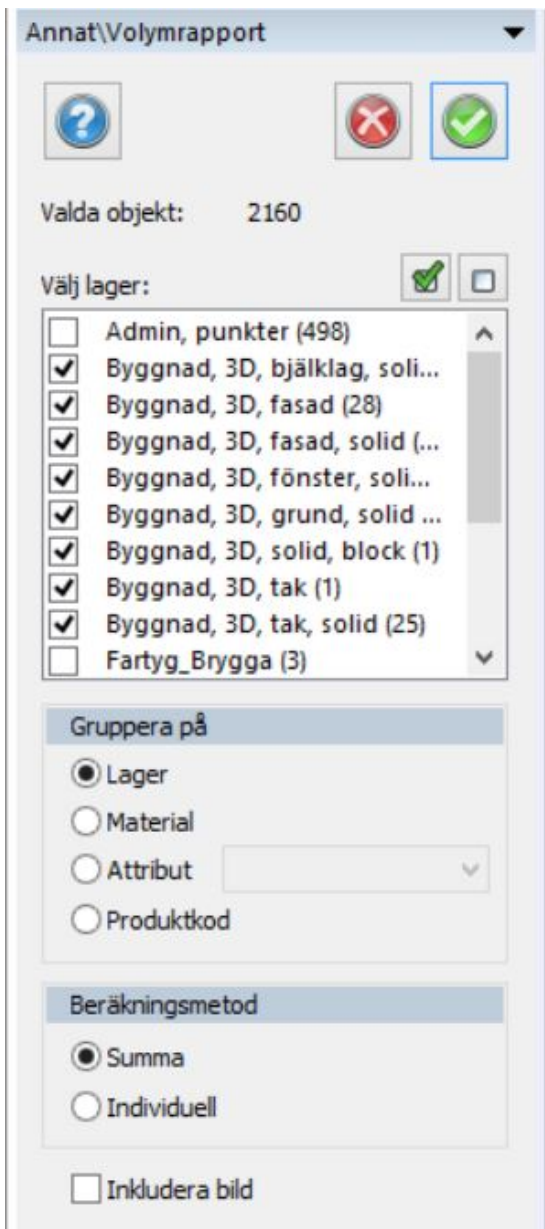 Annat\Volymrapport
Valda objekt: 2160
Välj lager:
Admin, punkter (498)
Byggnad, 3D, bjälklag, soli...
Byggnad, 3D, fasad (28)
Byggnad, 3D, fasad, solid (...
Byggnad, 3D, fönster, soli...
Byggnad, 3D, grund, solid ...
Byggnad, 3D, solid, block (1)
Byggnad, 3D, tak (1)
Byggnad, 3D, tak, solid (25)
Fartyg_Brygga (3)
Gruppera på
Lager
Material
Attribut
Produktkod
Beräkningsmetod
Summa
Individuell
Inkludera bild